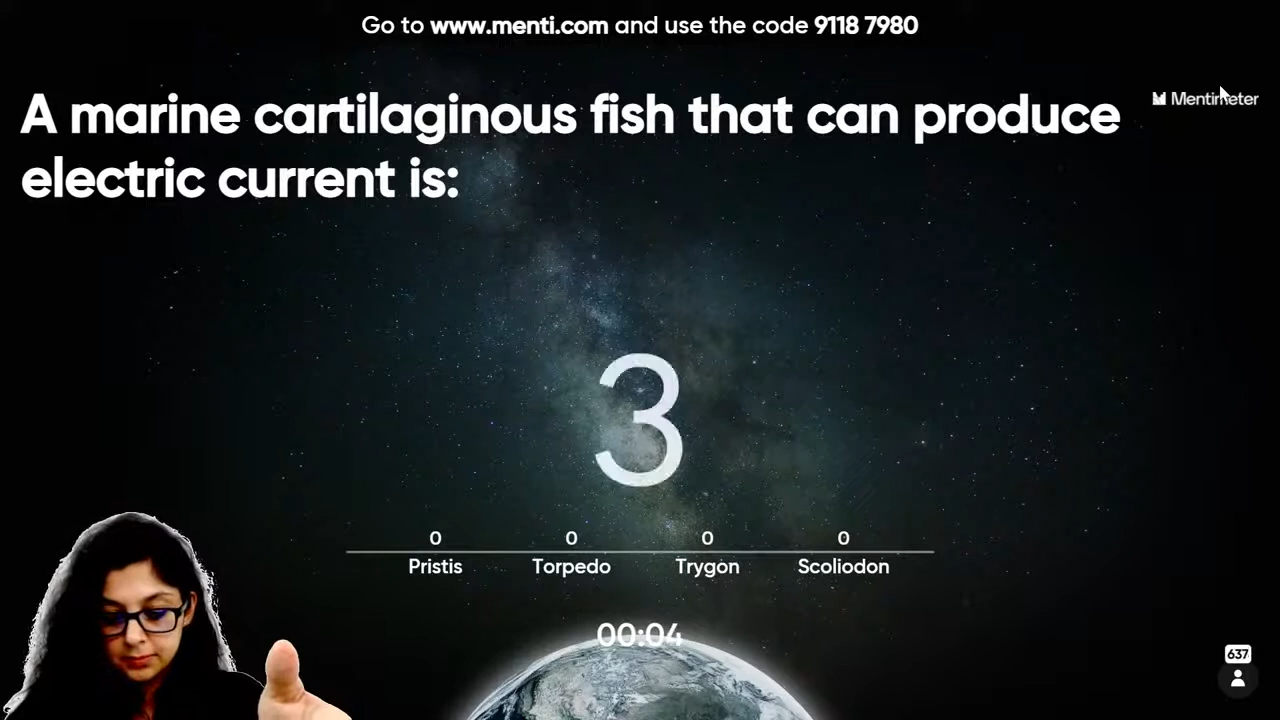 Go to www.menti.com and use the code 9118 7980
A marine cartilaginous fish that can produce
Mentimeter
electric current is:
3
0 0 0 0
Pristis Torpedo Trygon Scoliodon
00:04
637